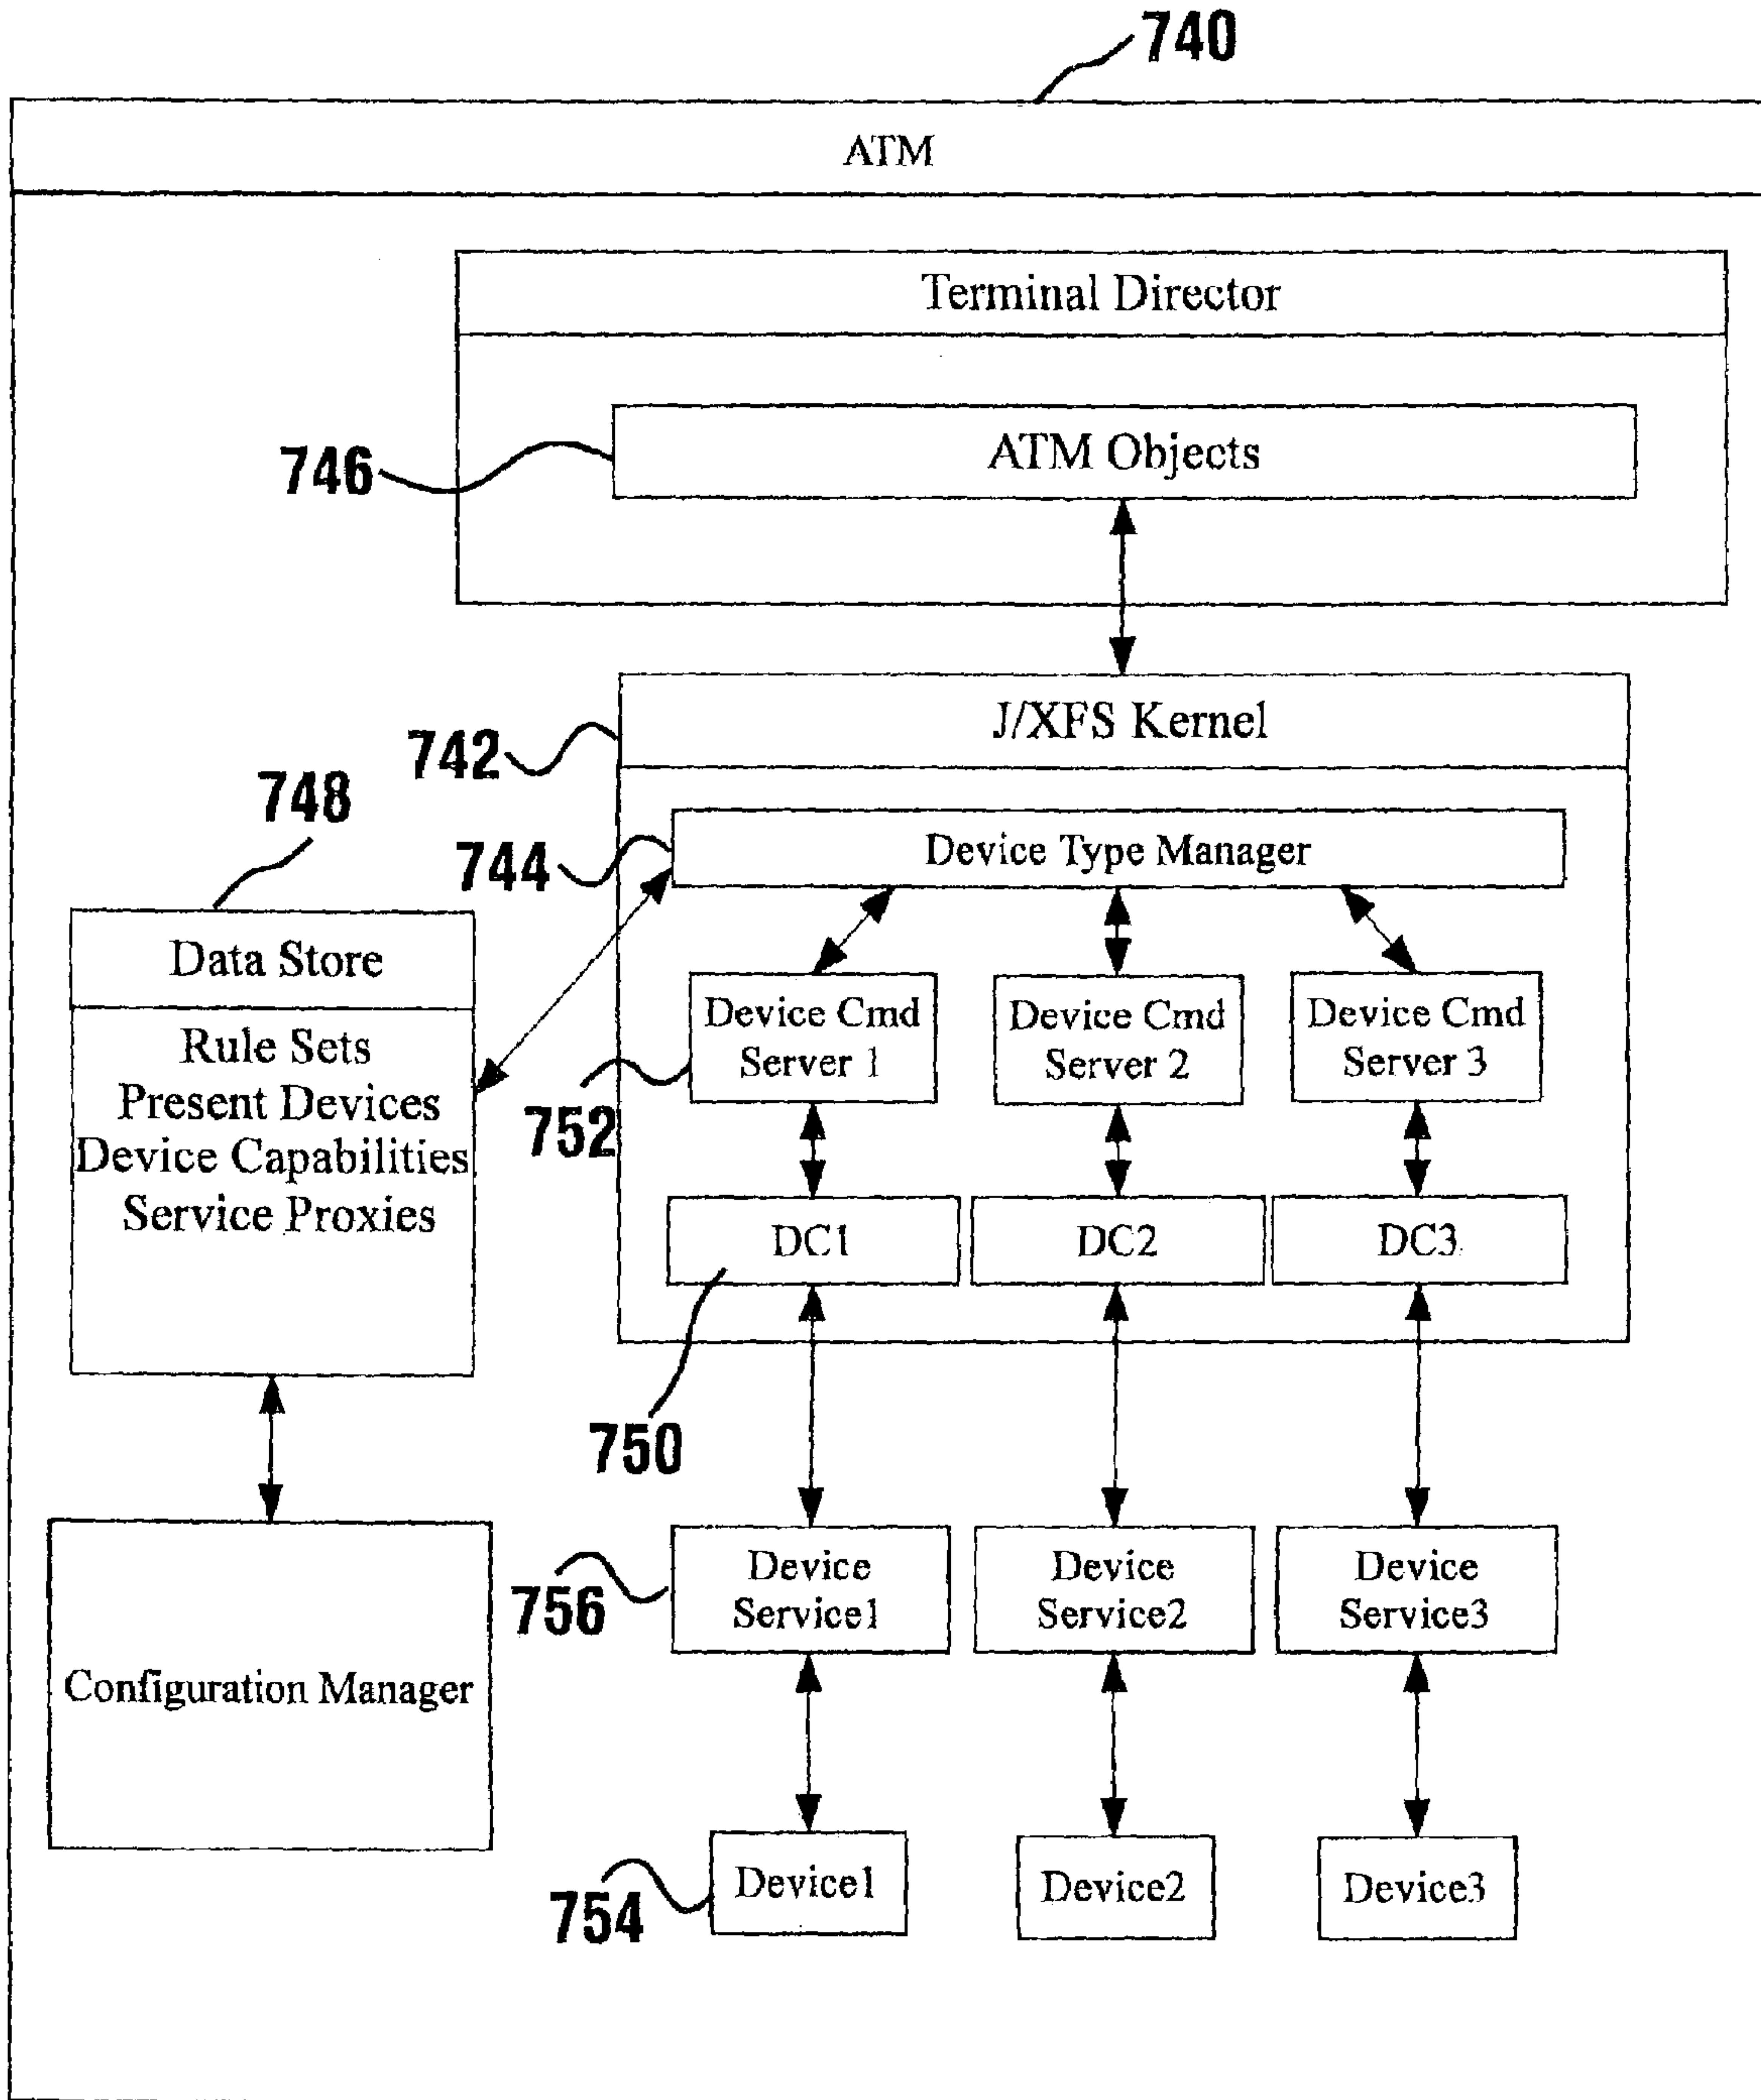 740
ATM
Terminal Director
746
ATM Objects
742
J/XFS Kernel
748
744
Device Type Manager
Data Store
Rule Sets
Present Devices
Device Capabilities
Service Proxies
Device Cmd
Server 1
Device Cmd
Server 2
Device Cmd
Server 3
752
DC1
DC2
DC3
750
Configuration Manager
756
Device
Service1
Device
Service2
Device
Service3
754
Device1
Device2
Device3